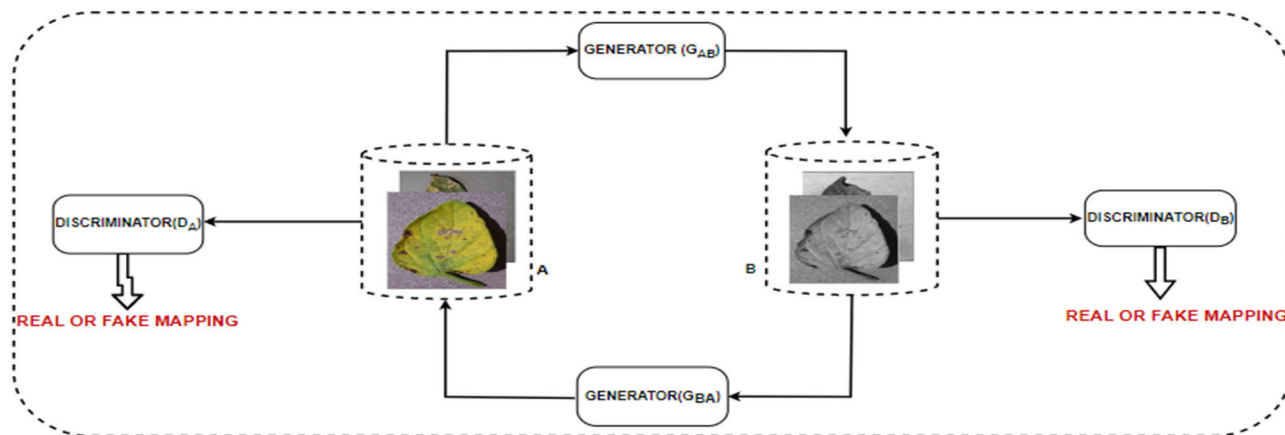 GENERATOR (GAB)
DISCRIMINATOR(DA)
A
B
DISCRIMINATOR(DB)
REAL OR FAKE MAPPING
REAL OR FAKE MAPPING
GENERATOR(GBA)